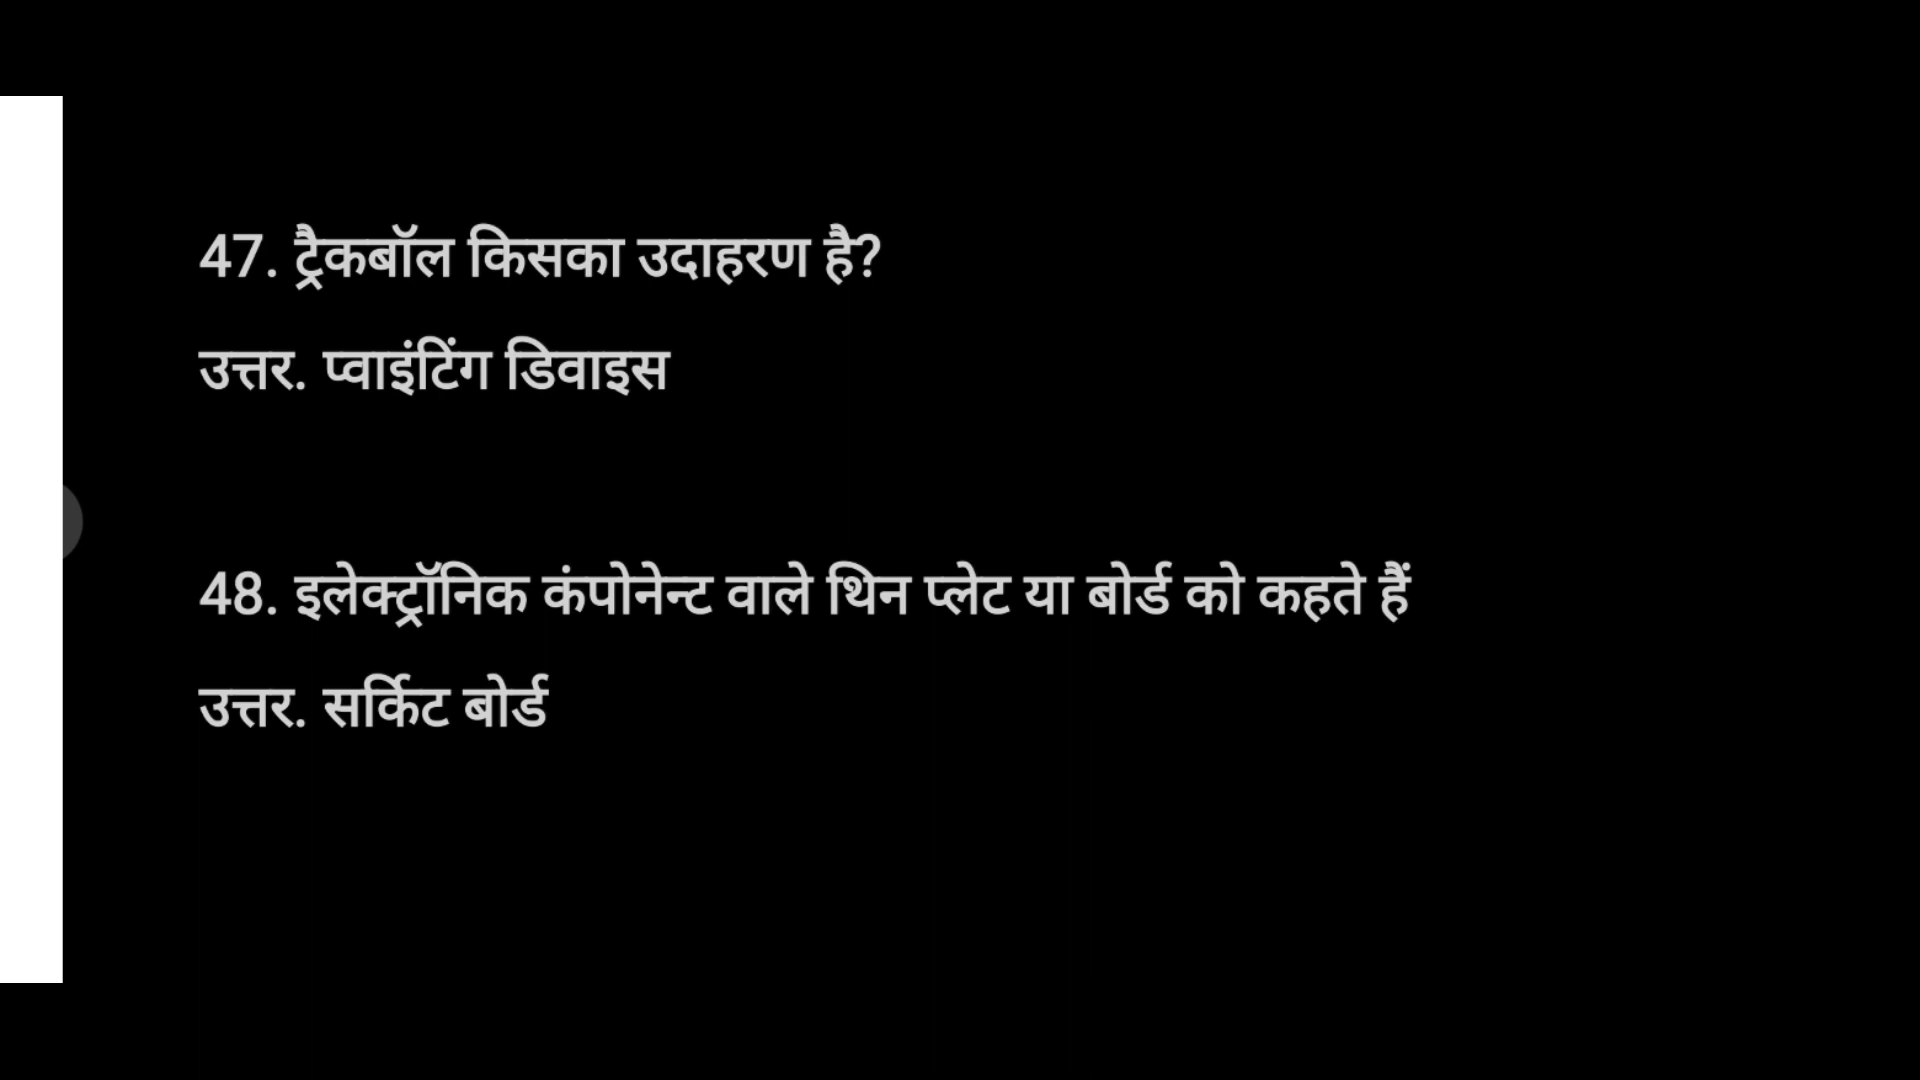 47. ट्रैकबॉल किसका उदाहरण है?
उत्तर. प्वाइंटिंग डिवाइस
48. इलेक्ट्रॉनिक कंपोनेन्ट वाले थिन प्लेट या बोर्ड को कहते हैं
उत्तर. सर्किट बोर्ड